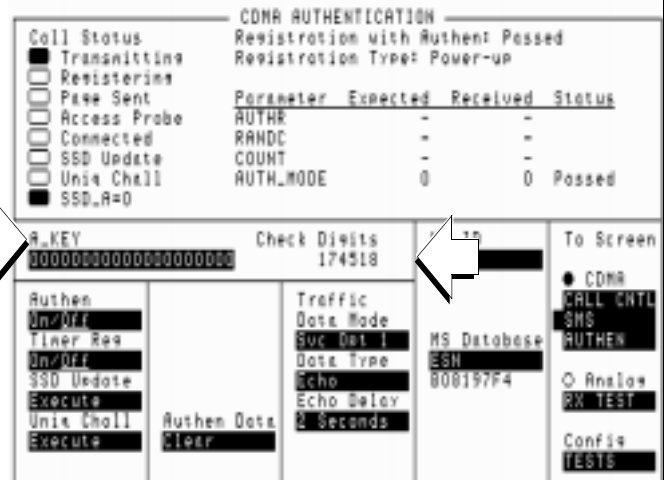 CDMA AUTHENTICATION
Call Status
Transmitting
Registering
Page Sent
Access Probe
Connected
SSD Update
Uniq Chall
SSD_A=0
Registration with Authen: Passed
Registration Type: Power-up
Parameter Expected Received Status
AUTHR - -
RANDC - -
COUNT - -
AUTH_MODE 0 0 Passed
A_KEY
00000000000000000000
Check Digits
174518
Authen
On/Off
Timer Reg
On/Off
SSD Update
Execute
Uniq Chall
Execute
Authen Data
Clear
Traffic
Data Mode
Svc Opt 1
Data Type
Echo
Echo Delay
2 Seconds
ID
MS Database
ESN
B08197F4
To Screen
CDMA
CALL CNTL
SMS
AUTHEN
Analog
RX TEST
Config
TESTS